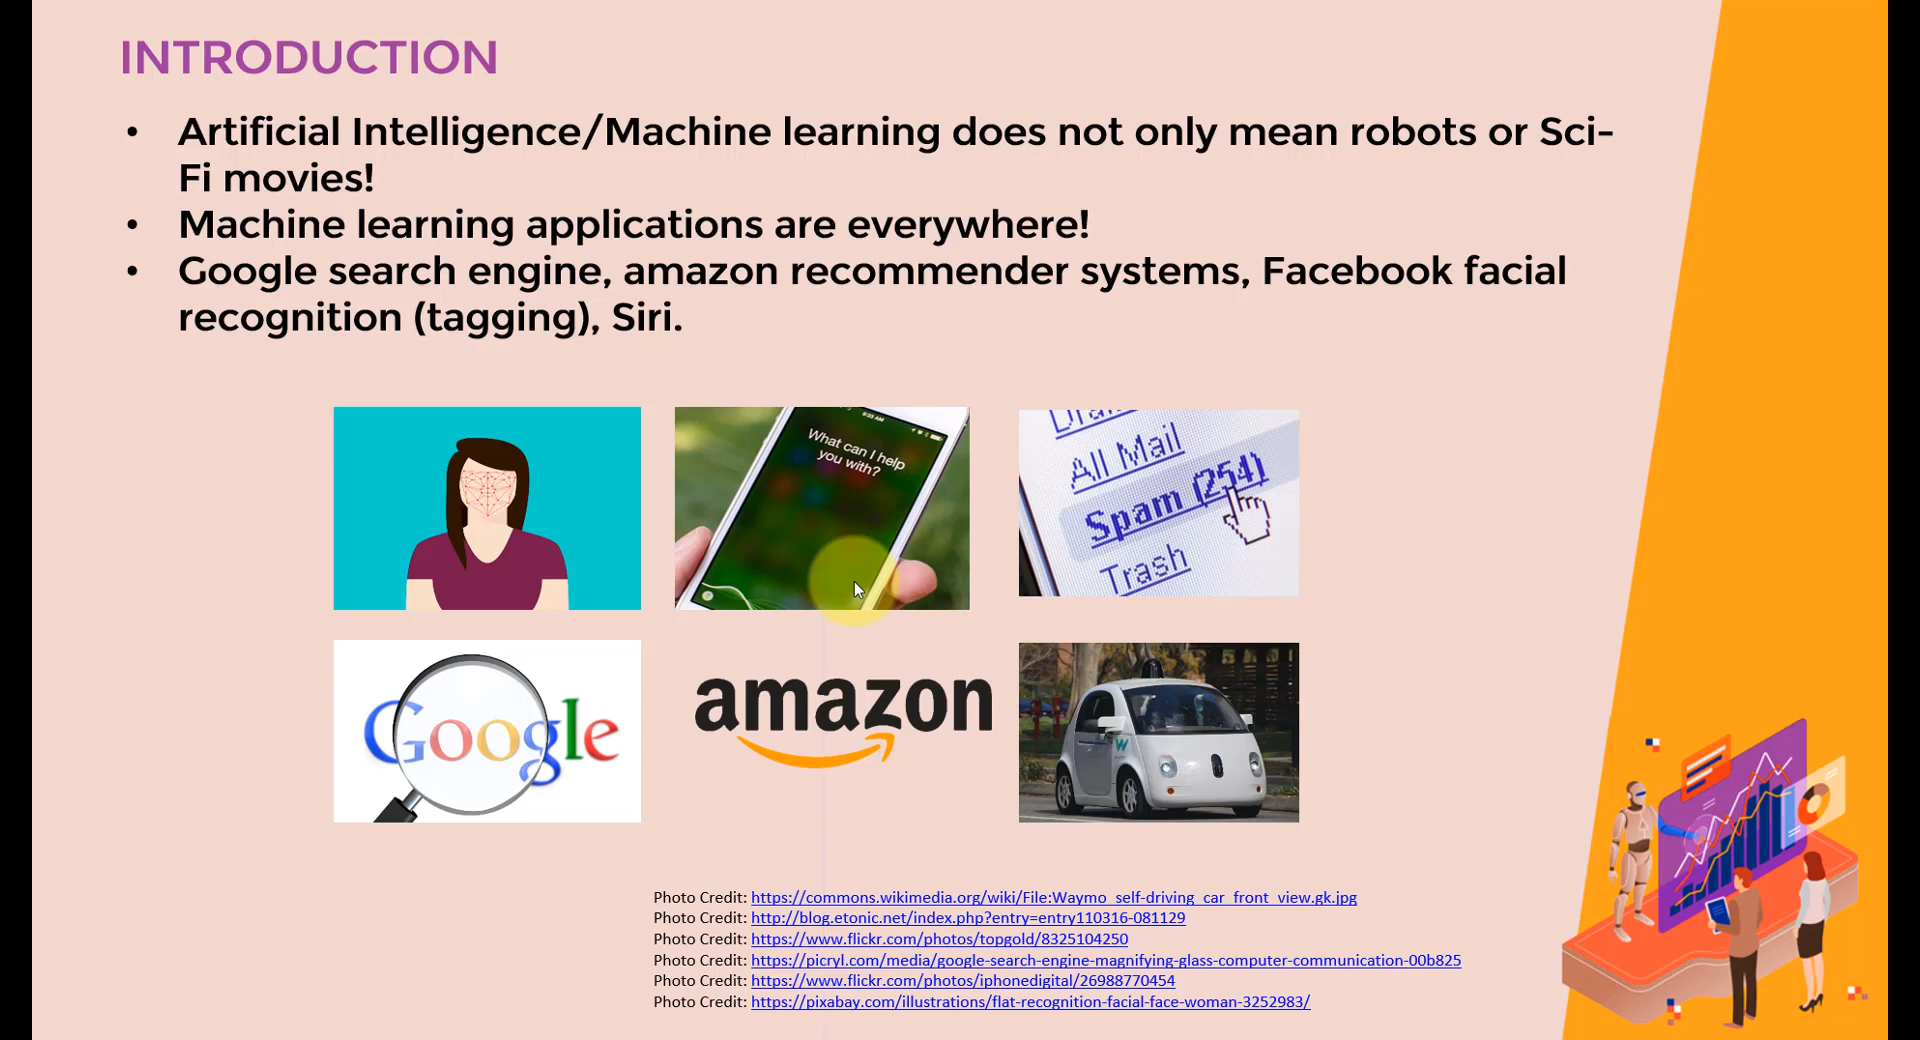 INTRODUCTION
• Artificial Intelligence/Machine learning does not only mean robots or Sci-
Fi movies!
• Machine learning applications are everywhere!
• Google search engine, amazon recommender systems, Facebook facial
recognition (tagging), Siri.
9:23 AM
What can I help
you with?
All Mail
Spam (254)
Trash
Google
amazon
Photo Credit: https://commons.wikimedia.org/wiki/File:Waymo_self-driving_car_front_view.gk.jpg
Photo Credit: http://blog.etonic.net/index.php?entry=entry110316-081129
Photo Credit: https://www.flickr.com/photos/topgold/8325104250
Photo Credit: https://picryl.com/media/google-search-engine-magnifying-glass-computer-communication-00b825
Photo Credit: https://www.flickr.com/photos/iphonedigital/26988770454
Photo Credit: https://pixabay.com/illustrations/flat-recognition-facial-face-woman-3252983/